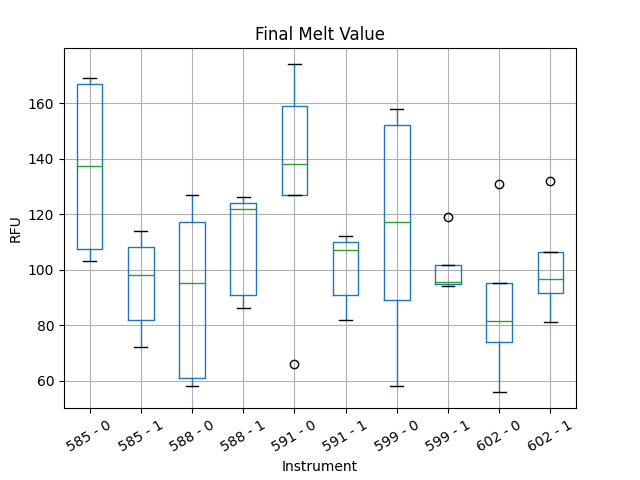 Final Melt Value
RFU
160
140
120
100
80
60
585 - 0
585 - 1
588 - 0
588 - 1
591 - 0
591 - 1
599 - 0
599 - 1
602 - 0
602 - 1
Instrument